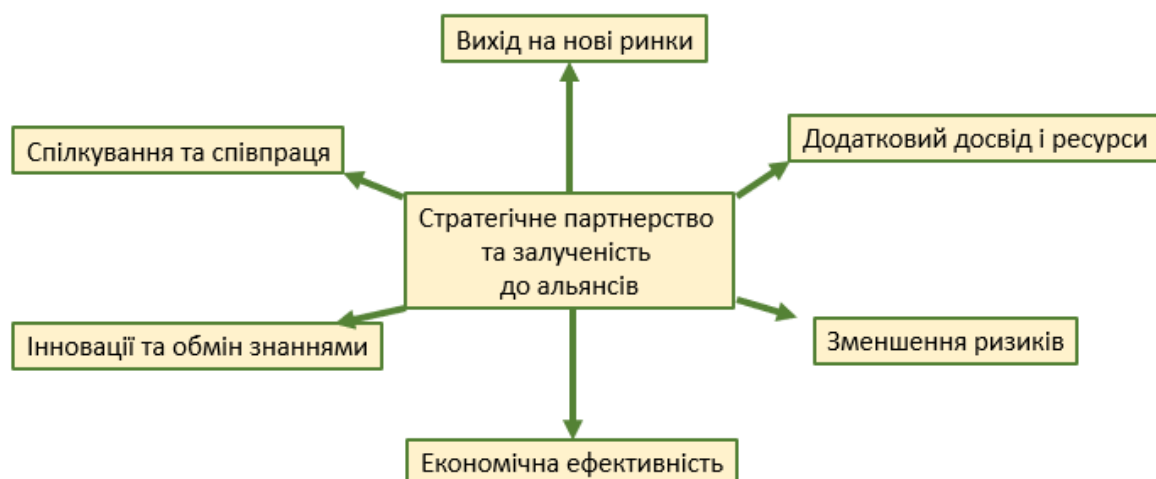 Вихід на нові ринки
Спілкування та співпраця
Додатковий досвід і ресурси
Стратегічне партнерство
та залученість
до альянсів
Інновації та обмін знаннями
Зменшення ризиків
Економічна ефективність